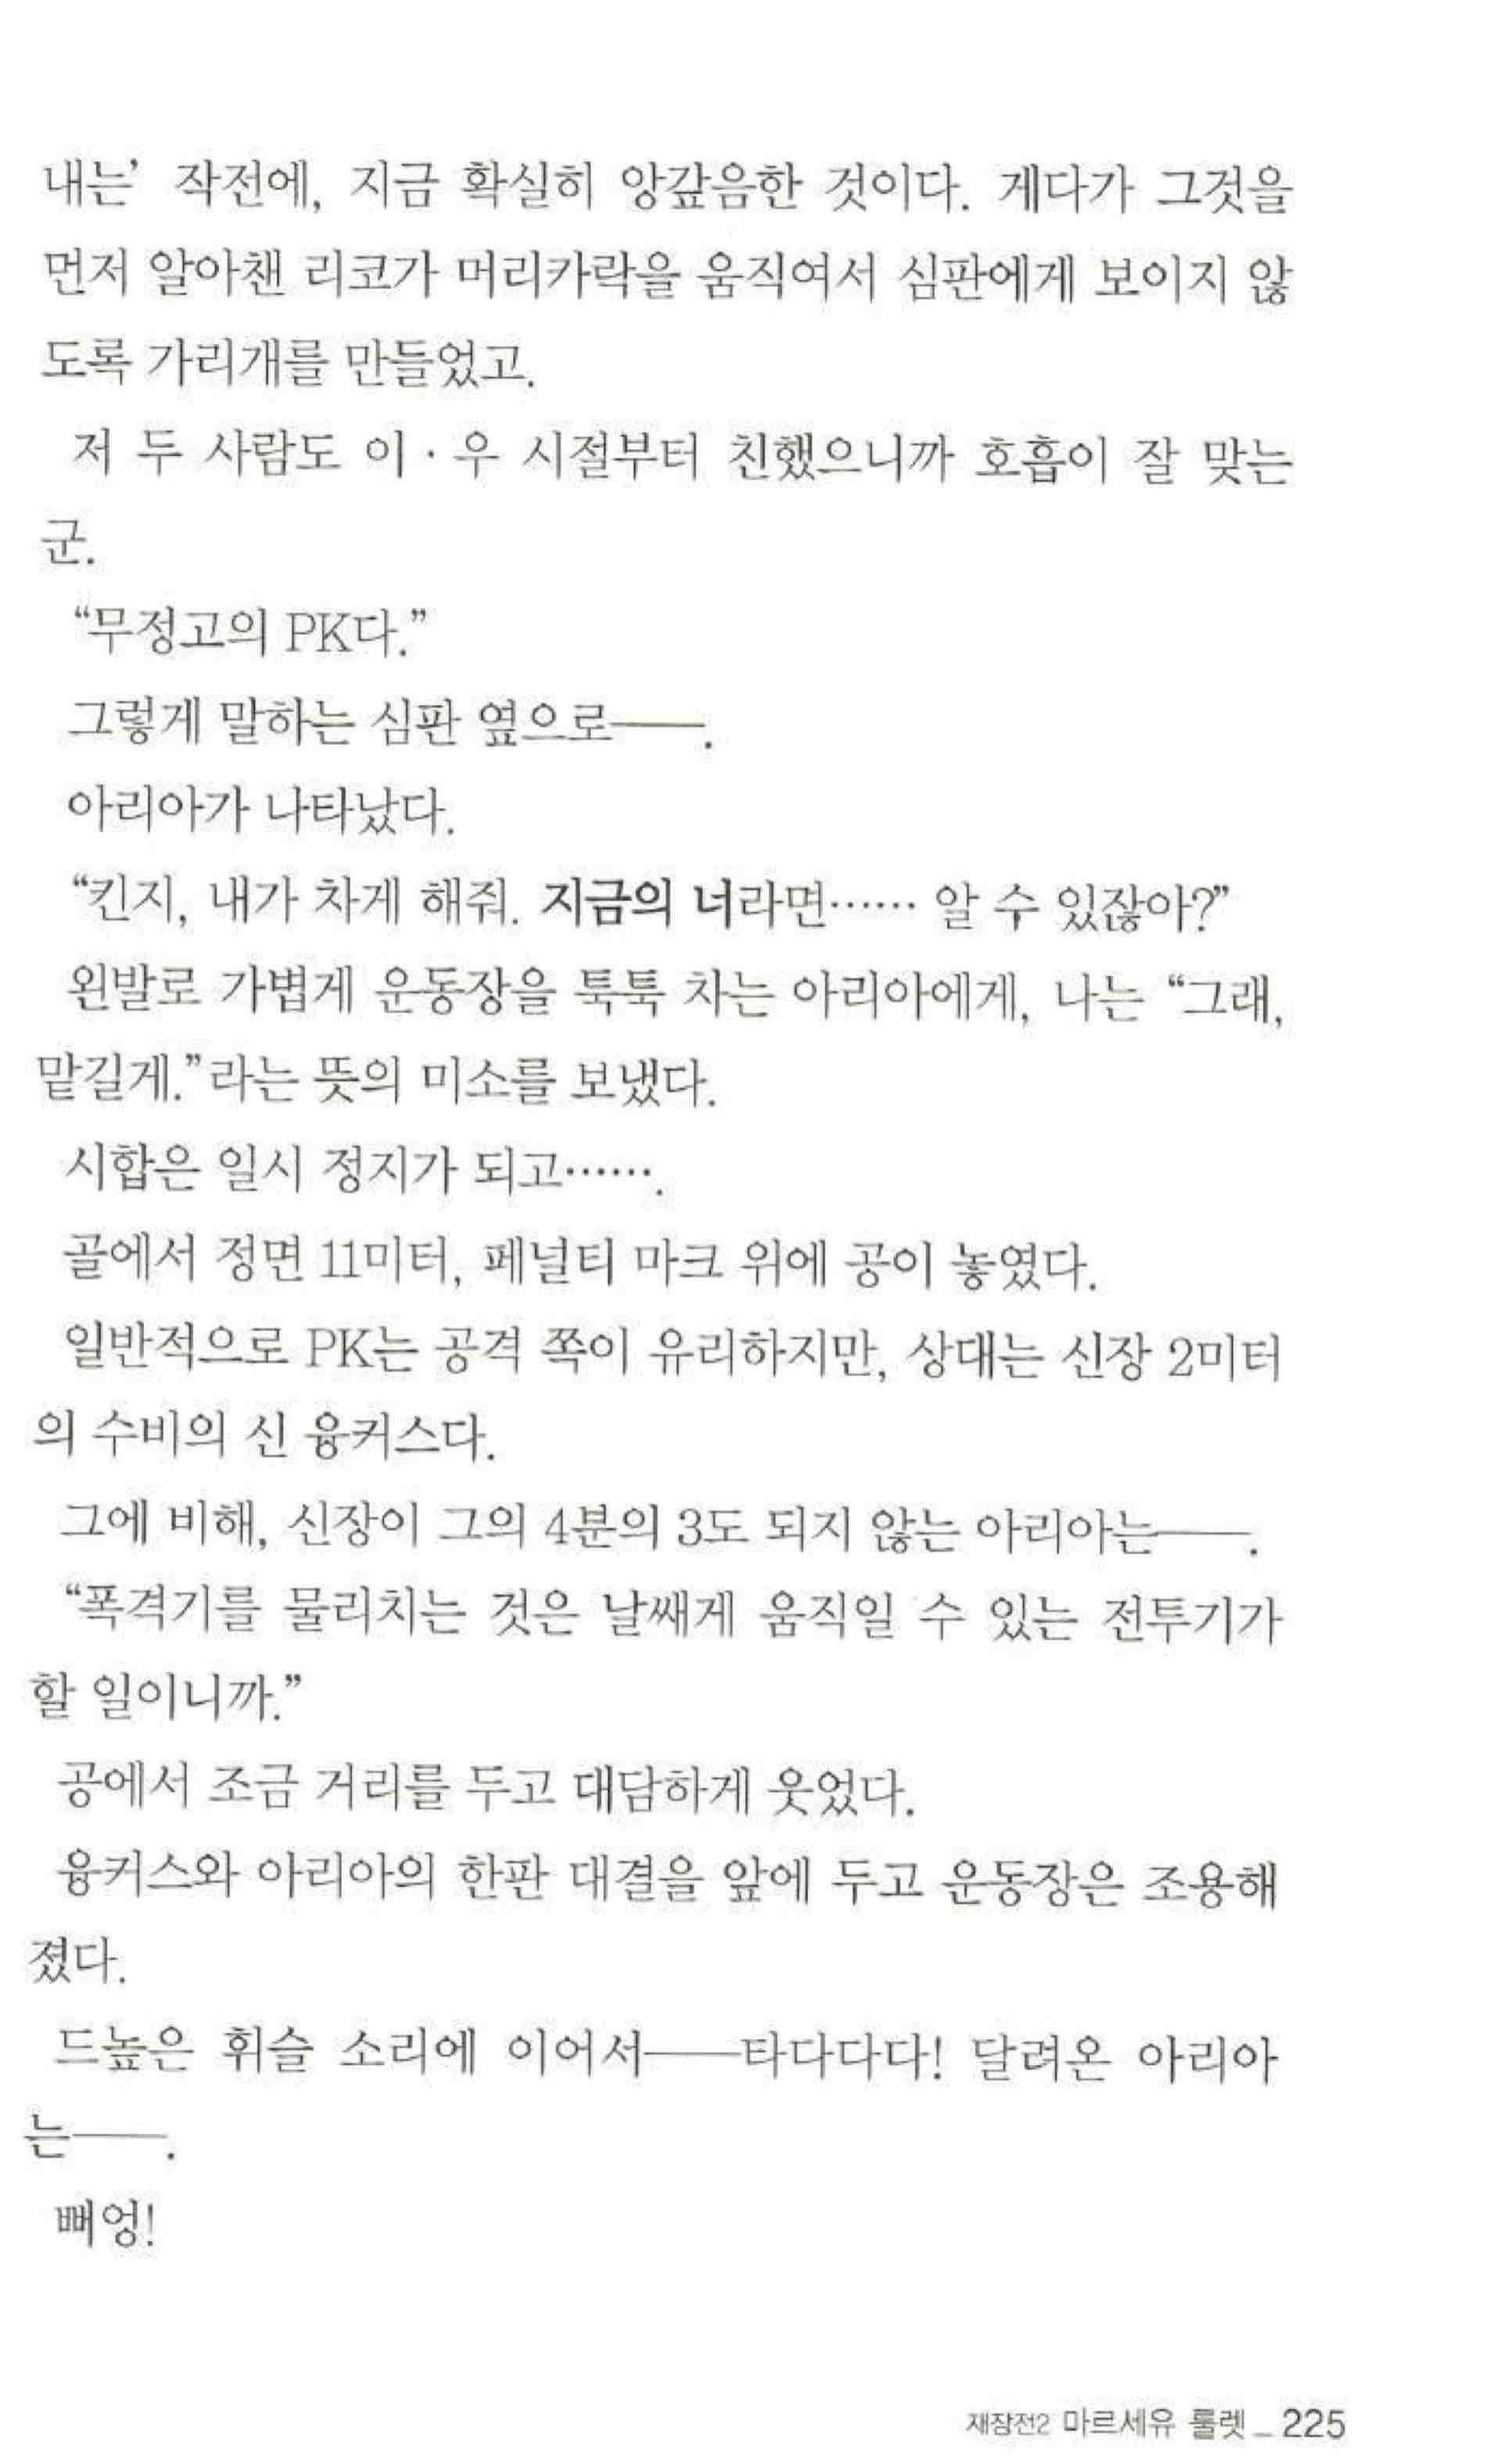 내는’ 작전에, 지금 확실히 앙갚음한 것이다. 게다가 그것을
먼저 알아챈 리코가 머리카락을 움직여서 심판에게 보이지 않
도록 가리개를 만들었고.
저 두 사람도 이·우 시절부터 친했으니까 호흡이 잘 맞는
군.
“무정고의 PK다.”
그렇게 말하는 심판 옆으로──.
아리아가 나타났다.
“킨지, 내가 차게 해줘. 지금의 너라면…… 알 수 있잖아?”
왼발로 가볍게 운동장을 툭툭 차는 아리아에게, 나는 “그래,
맡길게.”라는 뜻의 미소를 보냈다.
시합은 일시 정지가 되고…….
골에서 정면 11미터, 페널티 마크 위에 공이 놓였다.
일반적으로 PK는 공격 쪽이 유리하지만, 상대는 신장 2미터
의 수비의 신 융커스다.
그에 비해, 신장이 그의 4분의 3도 되지 않는 아리아는──.
“폭격기를 물리치는 것은 날쌔게 움직일 수 있는 전투기가
할 일이니까.”
공에서 조금 거리를 두고 대담하게 웃었다.
융커스와 아리아의 한판 대결을 앞에 두고 운동장은 조용해
졌다.
드높은 휘슬 소리에 이어서──타다다다! 달려온 아리아
는──.
뻐엉!
재장전2 마르세유 룰렛 _ 225